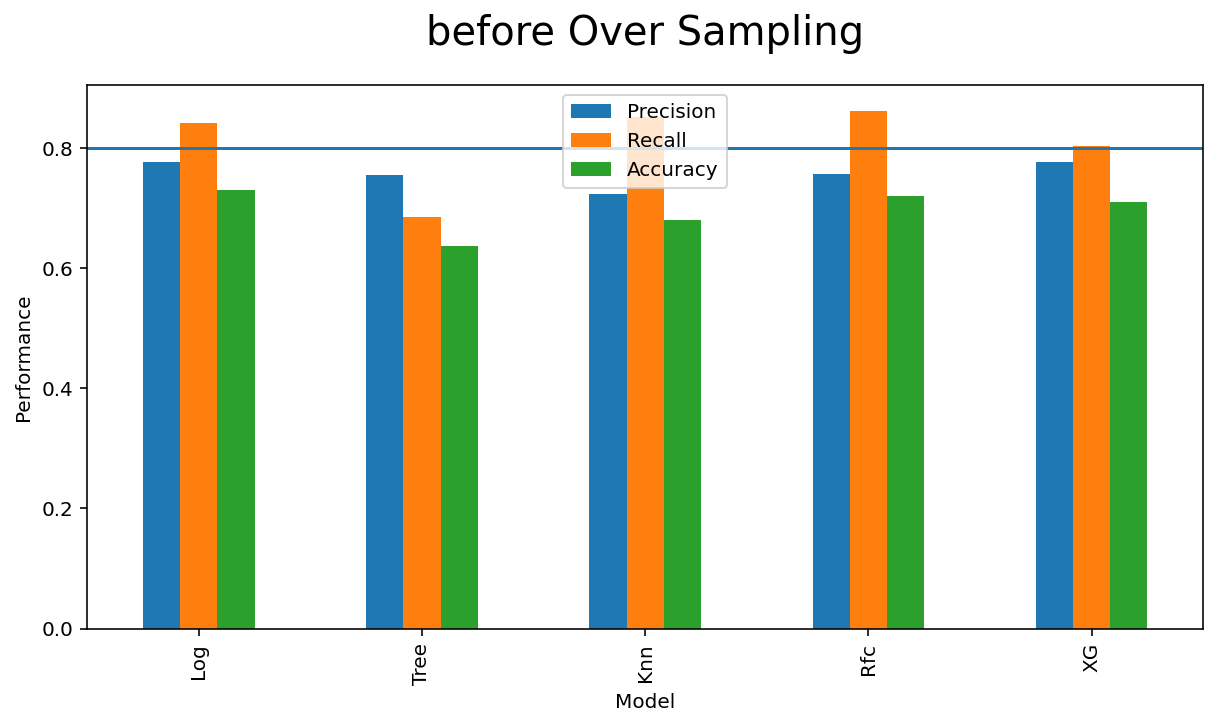 before Over Sampling
Precision
Recall
Accuracy
0.8
0.6
0.4
0.2
0.0
Performance
Log
Tree
Knn
Rfc
XG
Model